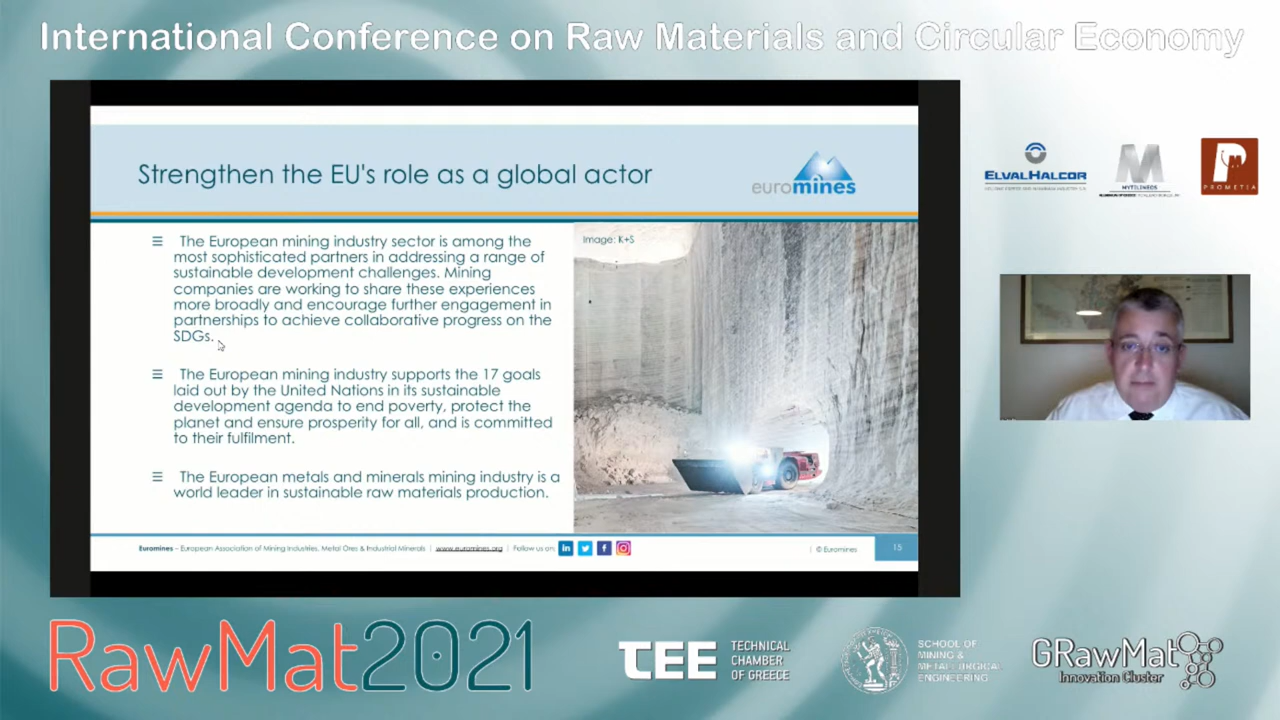 International Conference on Raw Materials and Circular Economy
Strengthen the EU's role as a global actor
euromines
The European mining industry sector is among the
most sophisticated partners in addressing a range of
sustainable development challenges. Mining
companies are working to share these experiences
more broadly and encourage further engagement in
partnerships to achieve collaborative progress on the
SDGs.
The European mining industry supports the 17 goals
laid out by the United Nations in its sustainable
development agenda to end poverty, protect the
planet and ensure prosperity for all, and is committed
to their fulfilment.
The European metals and minerals mining industry is a
world leader in sustainable raw materials production.
Image: K+S
Euromines – European Association of Mining Industries, Metal Ores & Industrial Minerals | www.euromines.org | Follow us on:
| © Euromines
15
ELVALHALCOR
MYTILINEOS
PROMETIA
RawMat2021
TEE
TECHNICAL
CHAMBER
OF GREECE
SCHOOL OF
MINING &
METALLURGICAL
ENGINEERING
GRawMat
Innovation Cluster